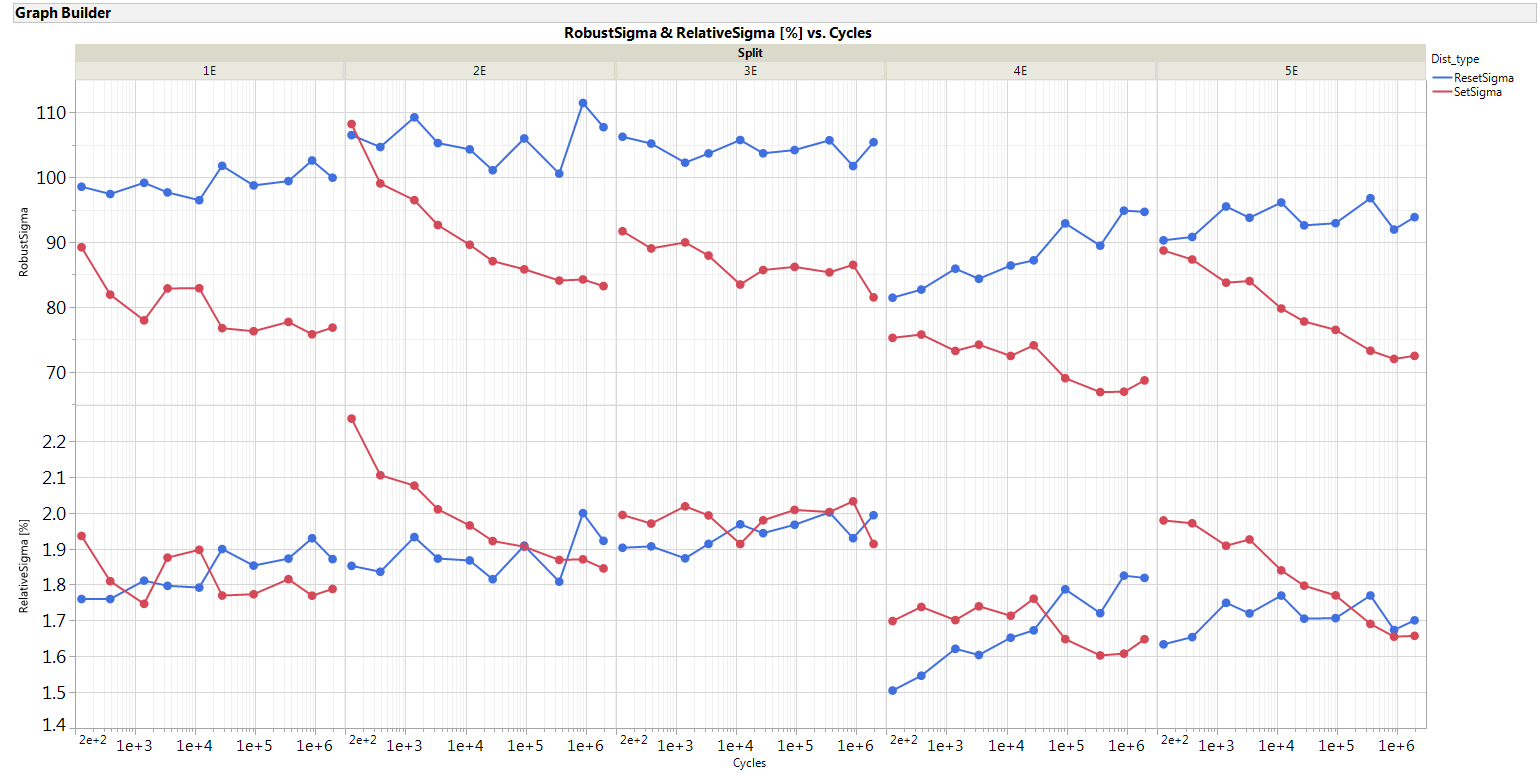 Graph Builder
RobustSigma & RelativeSigma [%] vs. Cycles
Split
1E 2E 3E 4E 5E
Dist_type
ResetSigma
SetSigma
RobustSigma
110
100
90
80
70
RelativeSigma [%]
2.2
2.1
2.0
1.9
1.8
1.7
1.6
1.5
1.4
2e+2 1e+3 1e+4 1e+5 1e+6 2e+2 1e+3 1e+4 1e+5 1e+6 2e+2 1e+3 1e+4 1e+5 1e+6 2e+2 1e+3 1e+4 1e+5 1e+6 2e+2 1e+3 1e+4 1e+5 1e+6
Cycles